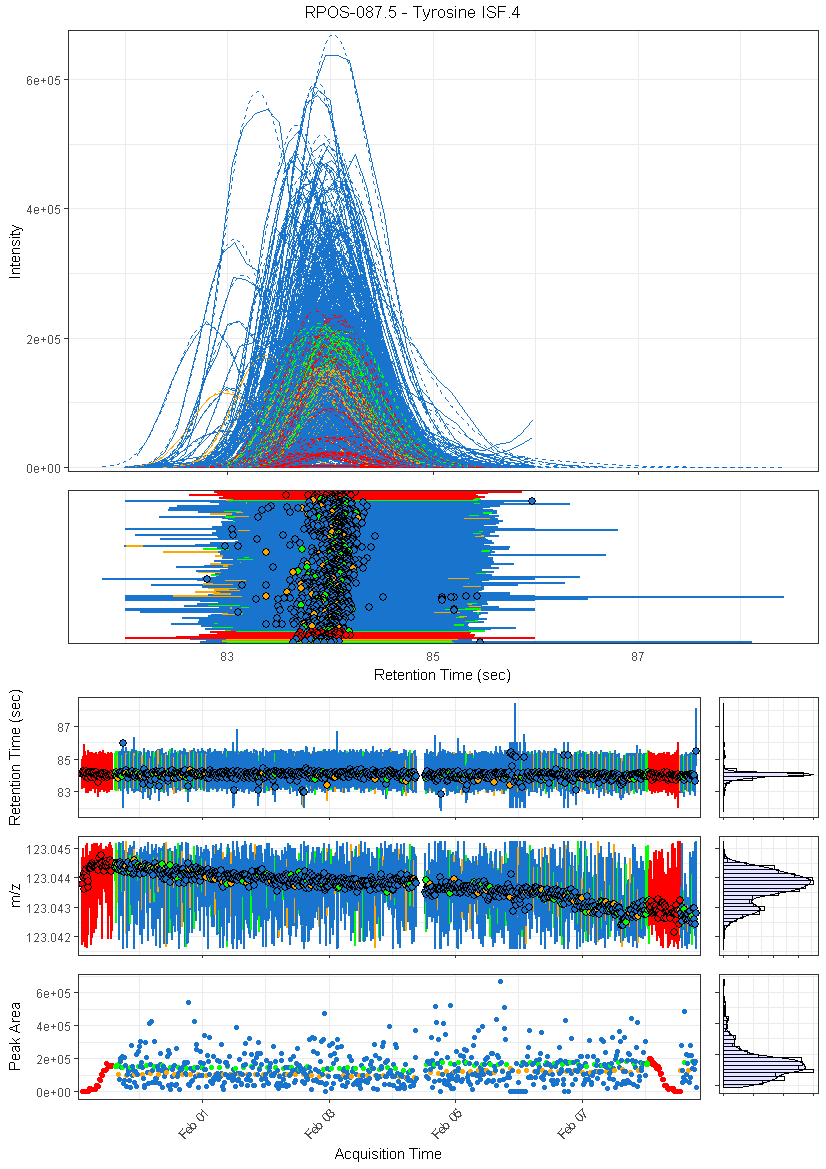 RPOS-087.5 - Tyrosine ISF.4
6e+05
4e+05
2e+05
0e+00
Intensity
83
85
87
Retention Time (sec)
87
85
83
Retention Time (sec)
123.045
123.044
123.043
123.042
m/z
6e+05
4e+05
2e+05
0e+00
Peak Area
Feb 01
Feb 03
Feb 05
Feb 07
Acquisition Time